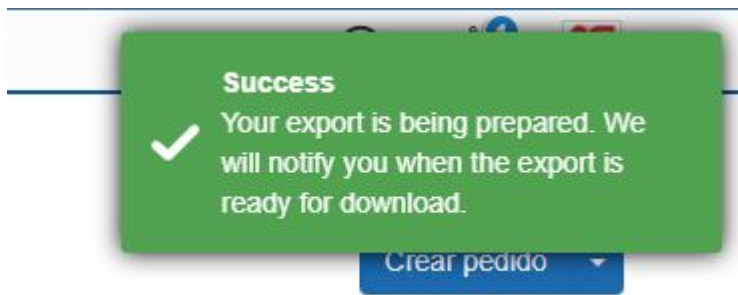 Success
Your export is being prepared. We
will notify you when the export is
ready for download.
Crear pedido